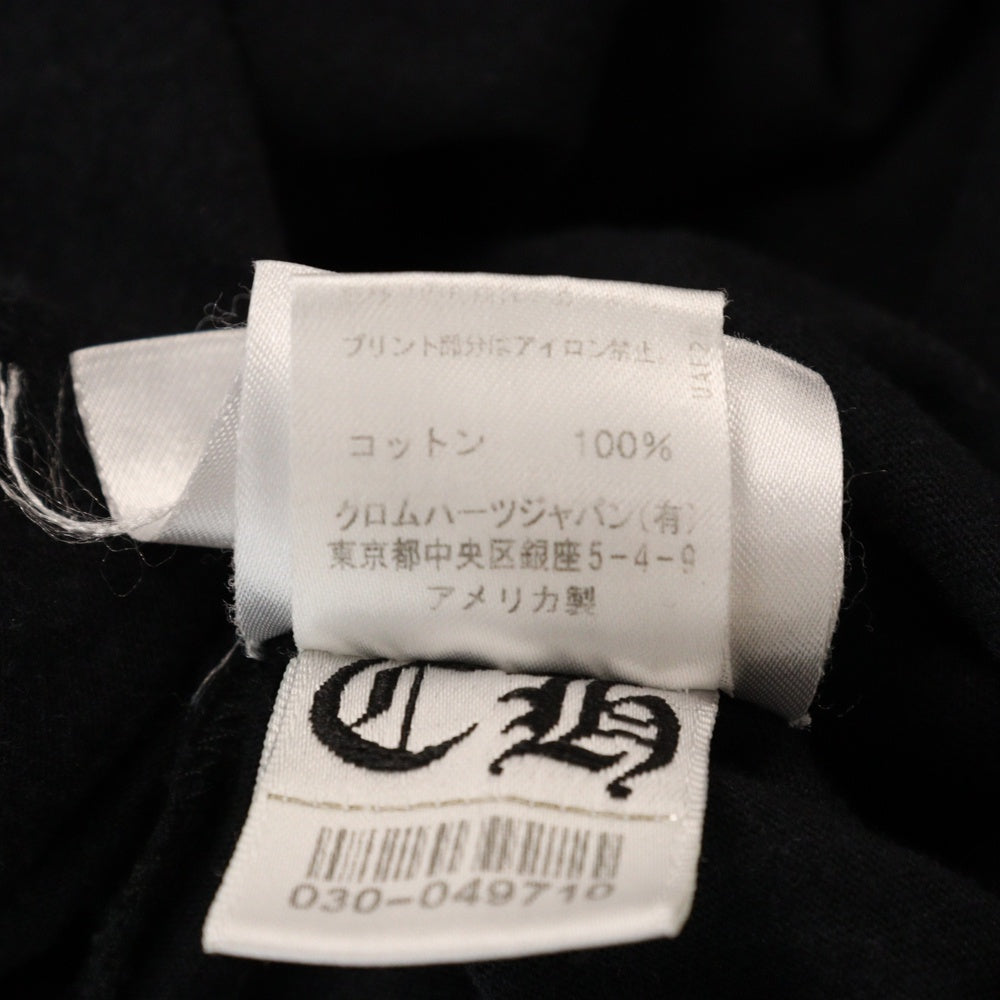 プリント部分はアイロン禁止
コットン 100%
クロムハーツジャパン(有)
東京都中央区銀座5-4-9
アメリカ製
CH
030-049710